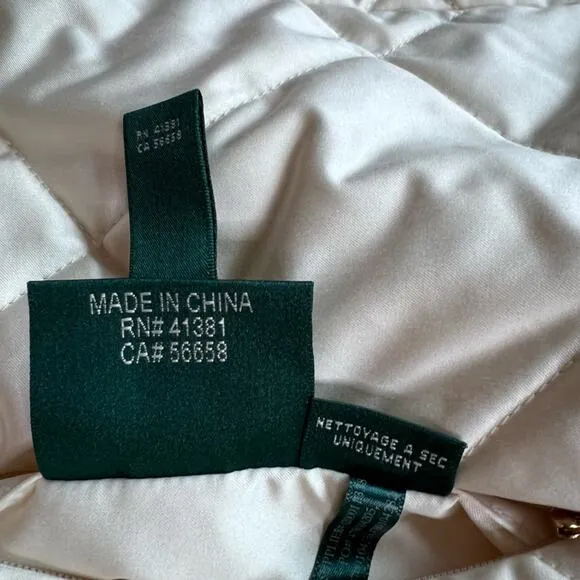 RN 41381
CA 56658
MADE IN CHINA
RN# 41381
CA# 56658
NETTOYAGE A SEC
UNIQUEMENT